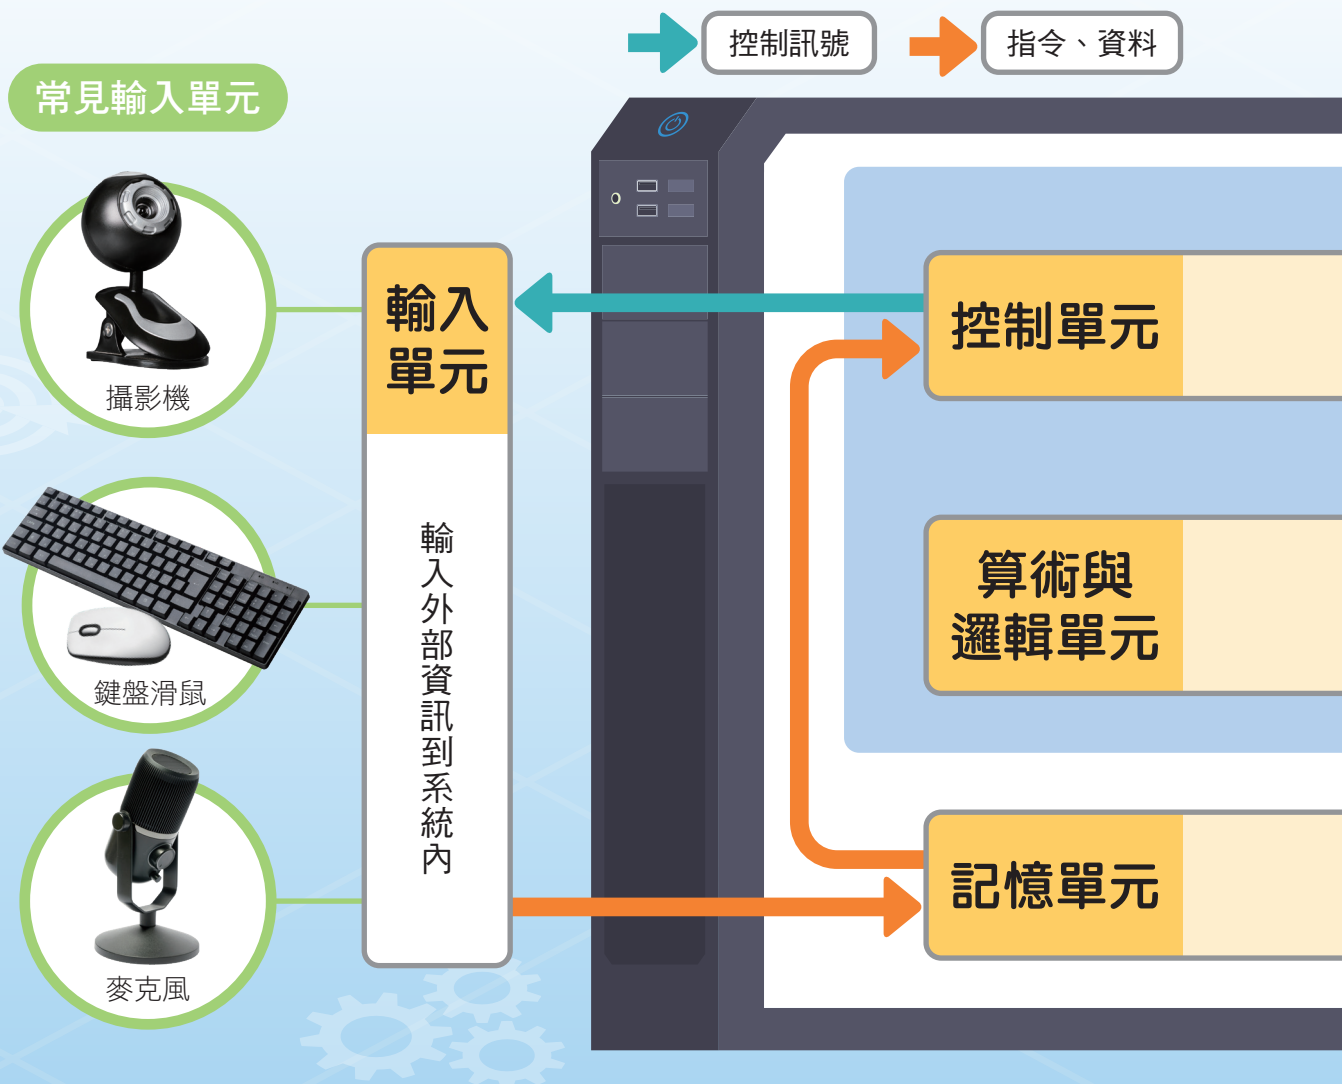 控制訊號
指令、資料
常見輸入單元
攝影機
鍵盤滑鼠
麥克風
輸入
單元
輸入外部資訊到系統內
控制單元
算術與
邏輯單元
記憶單元